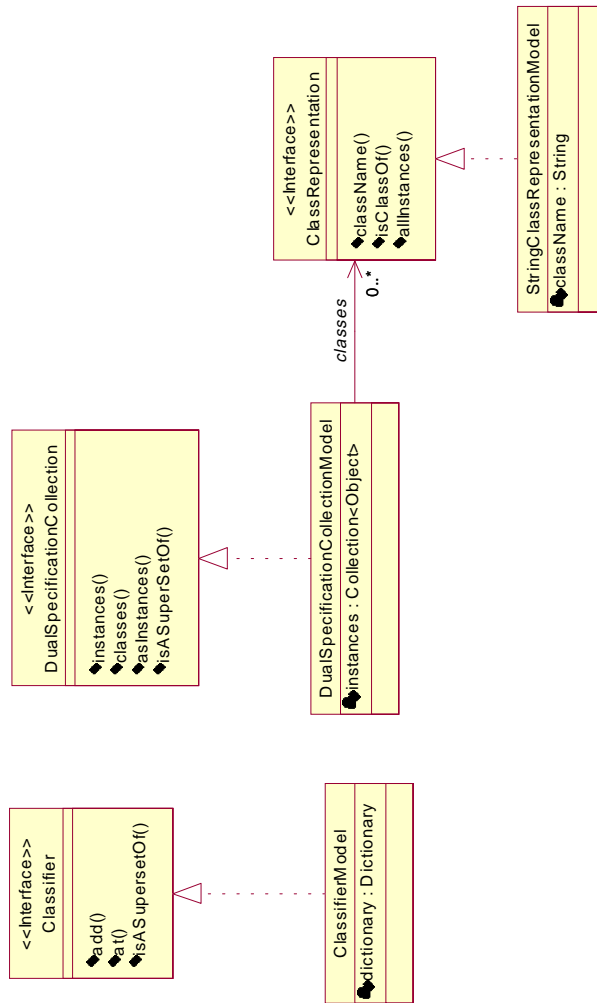 <<Interface>>
Classifier
add()
at()
isASupersetOf()
ClassifierModel
dictionary : Dictionary
<<Interface>>
DualSpecificationCollection
instances()
classes()
asInstances()
isASuperSetOf()
DualSpecificationCollectionModel
instances : Collection<Object>
classes
0..*
<<Interface>>
ClassRepresentation
className()
isClassOf()
allInstances()
StringClassRepresentationModel
className : String